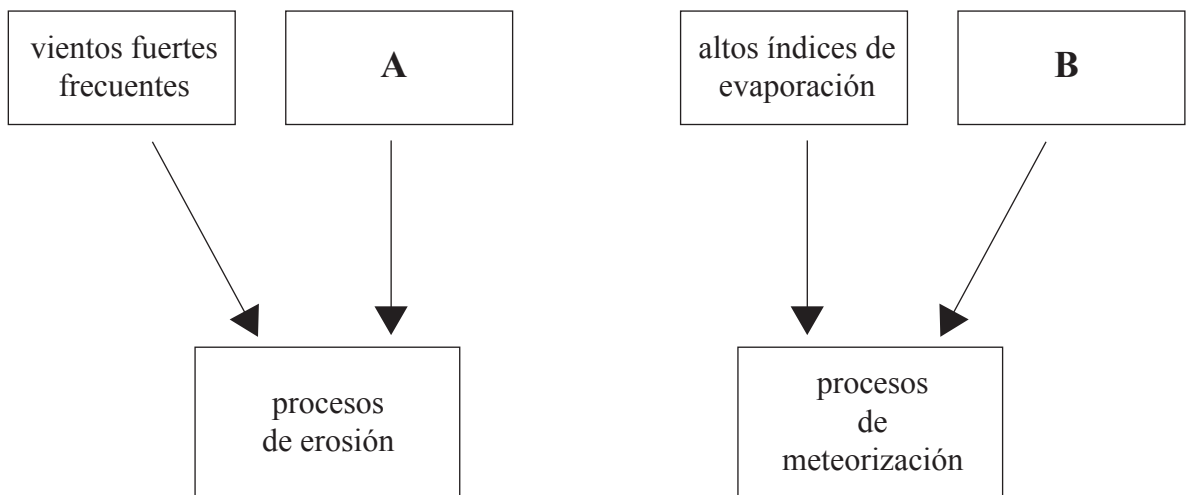 vientos fuertes
frecuentes
A
altos índices de
evaporación
B
procesos
de erosión
procesos
de
meteorización